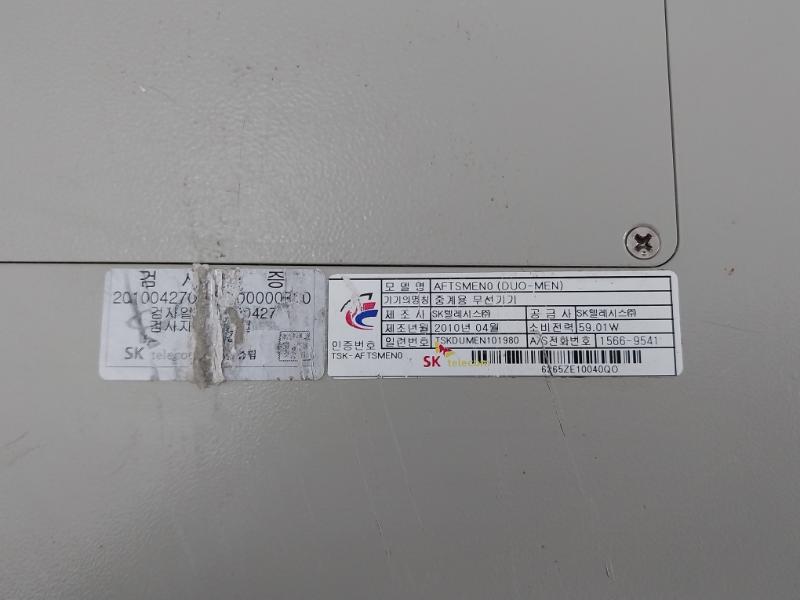 검 사 증
검사일
검사자
SK telecom
모 델 명 AFTSMEN0 (DUO-MEN)
기기의명칭 중계용 무선기기
제 조 사 SK텔레시스㈜ 공 급 사 SK텔레시스㈜
제조년월 2010년 04월 소비전력 59.01W
일련번호 TSKDUMEN101980 A/S전화번호 1566-9541
인증번호
TSK-AFTSMEN0
SK telecom
6265ZE10040QO